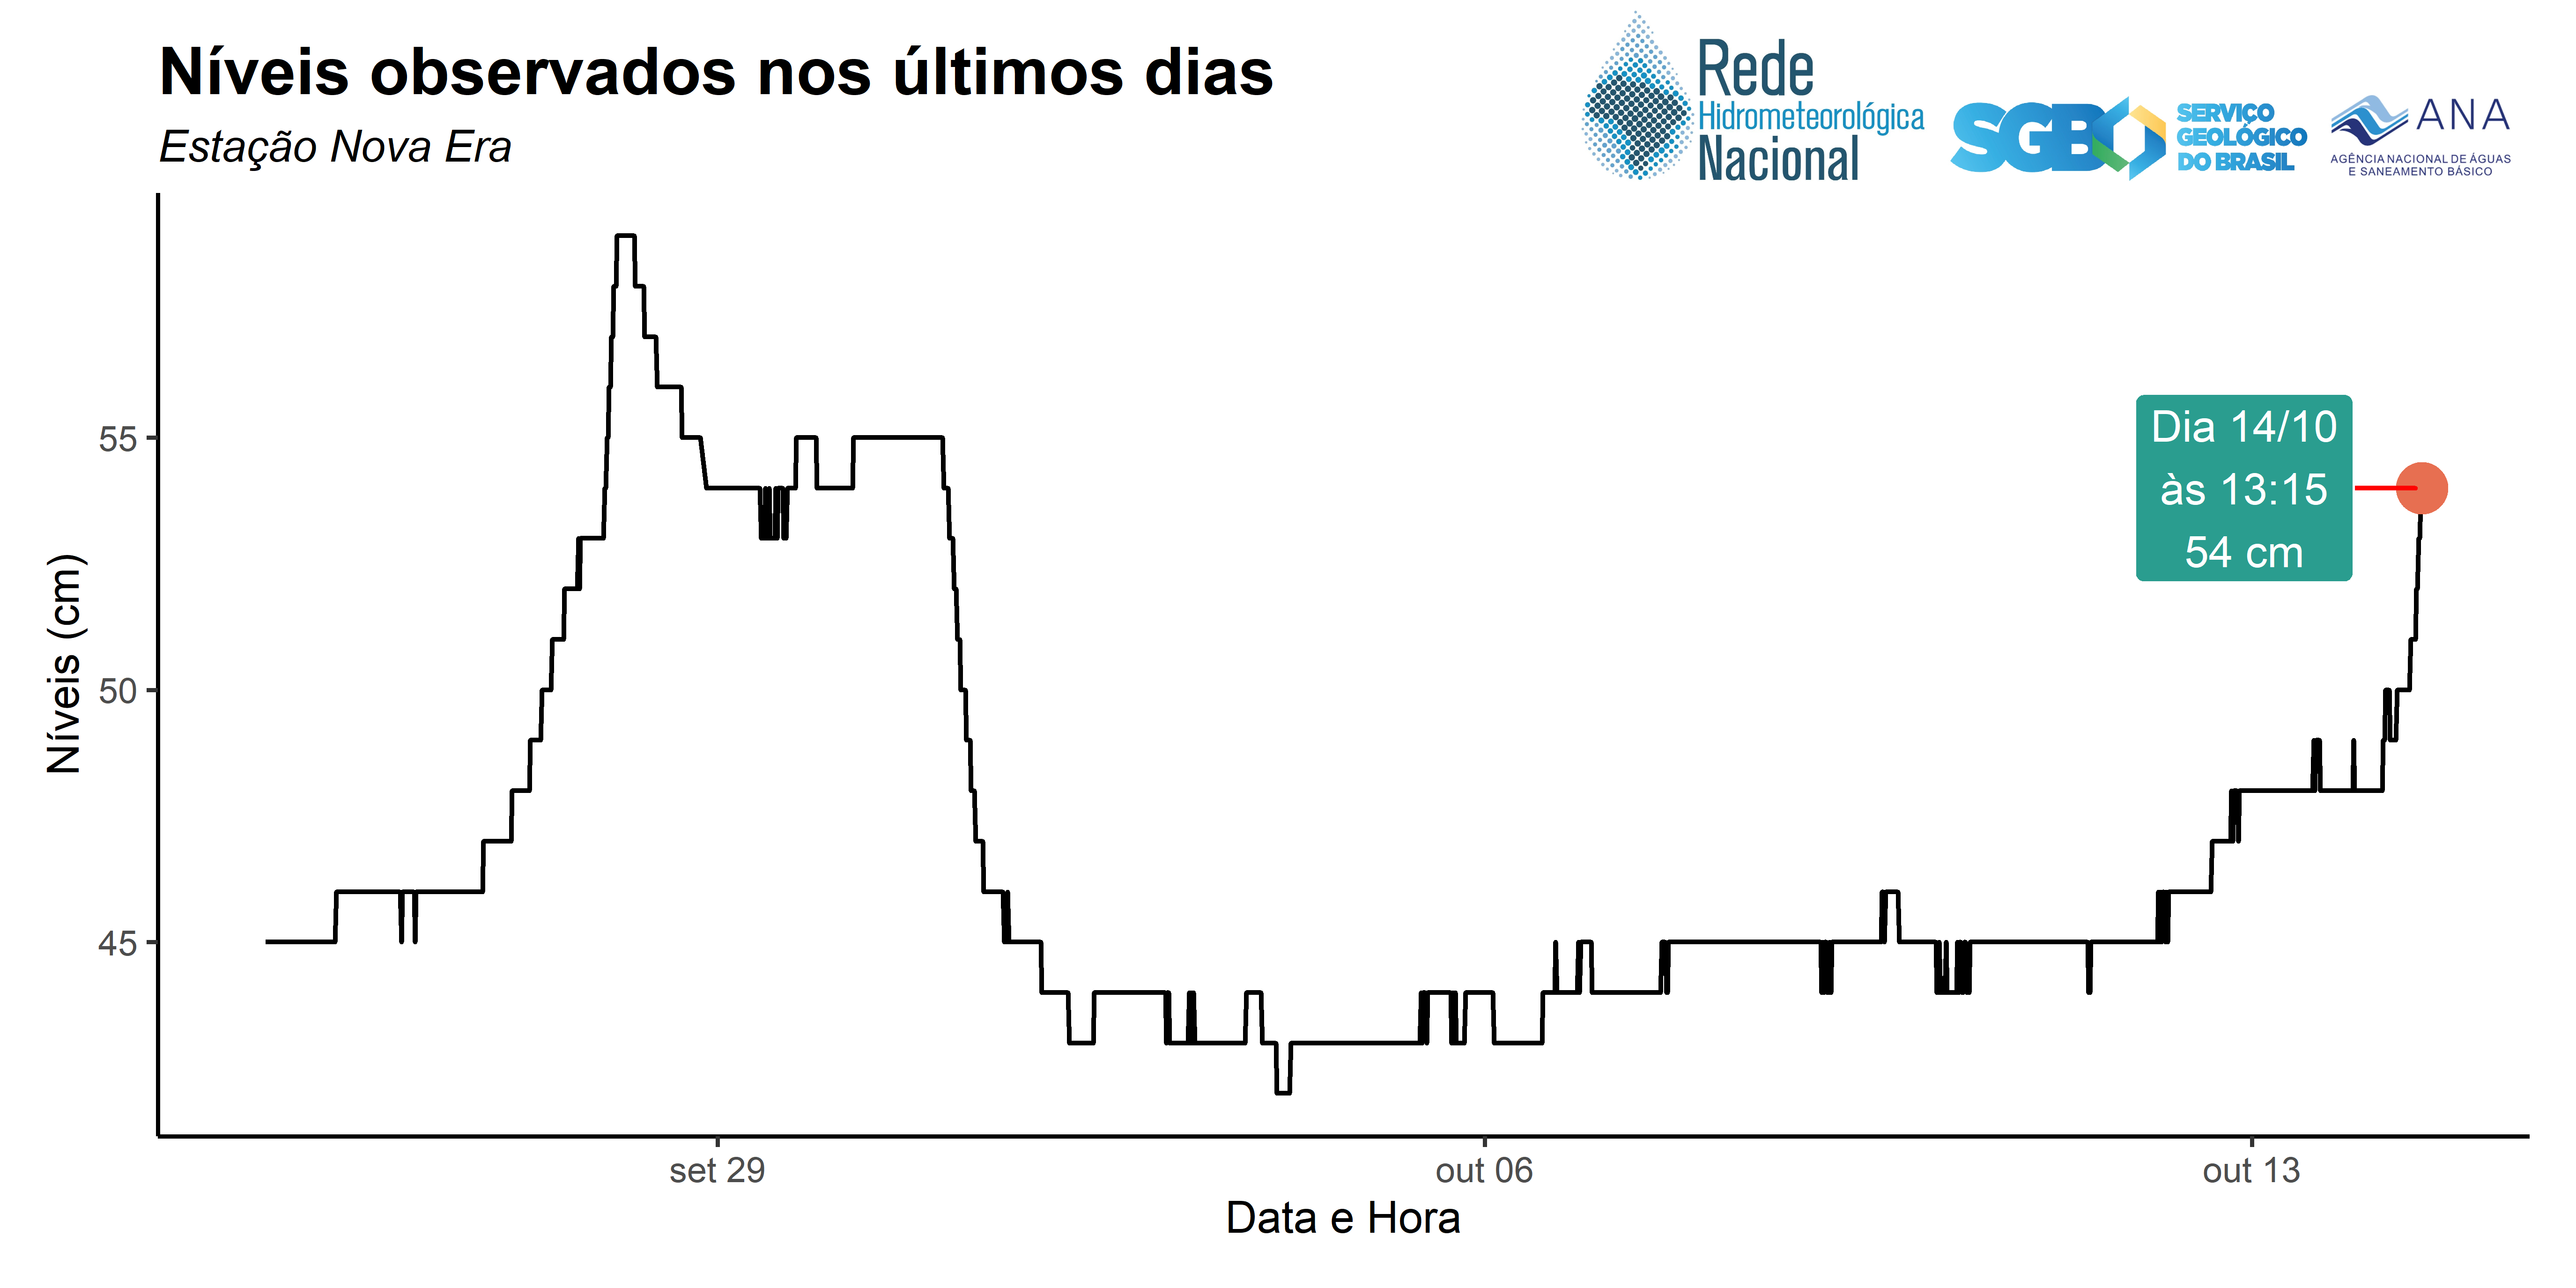 Níveis observados nos últimos dias
Estação Nova Era
Rede
Hidrometeorológica
Nacional
SGB
SERVIÇO
GEOLÓGICO
DO BRASIL
ANA
AGÊNCIA NACIONAL DE ÁGUAS
E SANEAMENTO BÁSICO
Níveis (cm)
55
50
45
Dia 14/10
às 13:15
54 cm
set 29
out 06
out 13
Data e Hora